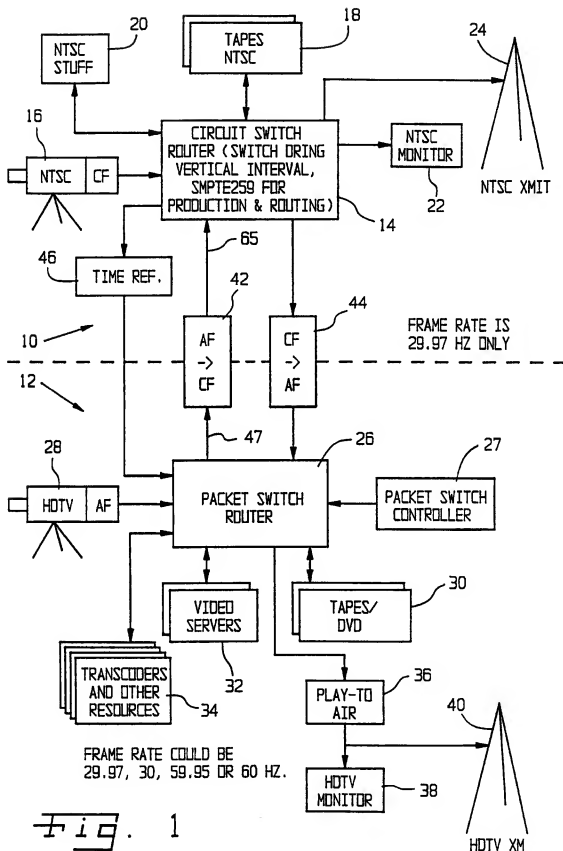 20
NTSC
STUFF
18
TAPES
NTSC
24
16
NTSC CF
CIRCUIT SWITCH
ROUTER (SWITCH DRING
VERTICAL INTERVAL,
SMPTE259 FOR
PRODUCTION & ROUTING)
NTSC
MONITOR
22
NTSC XMIT
14
65
46
TIME REF.
42
44
10
AF
->
CF
CF
->
AF
FRAME RATE IS
29.97 HZ ONLY
12
47
26
28
HDTV AF
PACKET SWITCH
ROUTER
27
PACKET SWITCH
CONTROLLER
VIDEO
SERVERS
32
TAPES/
DVD
30
TRANSCODERS
AND OTHER
RESOURCES
34
PLAY-TO
AIR
36
40
FRAME RATE COULD BE
29.97, 30, 59.95 OR 60 HZ.
HDTV
MONITOR
38
Fig. 1
HDTV XM